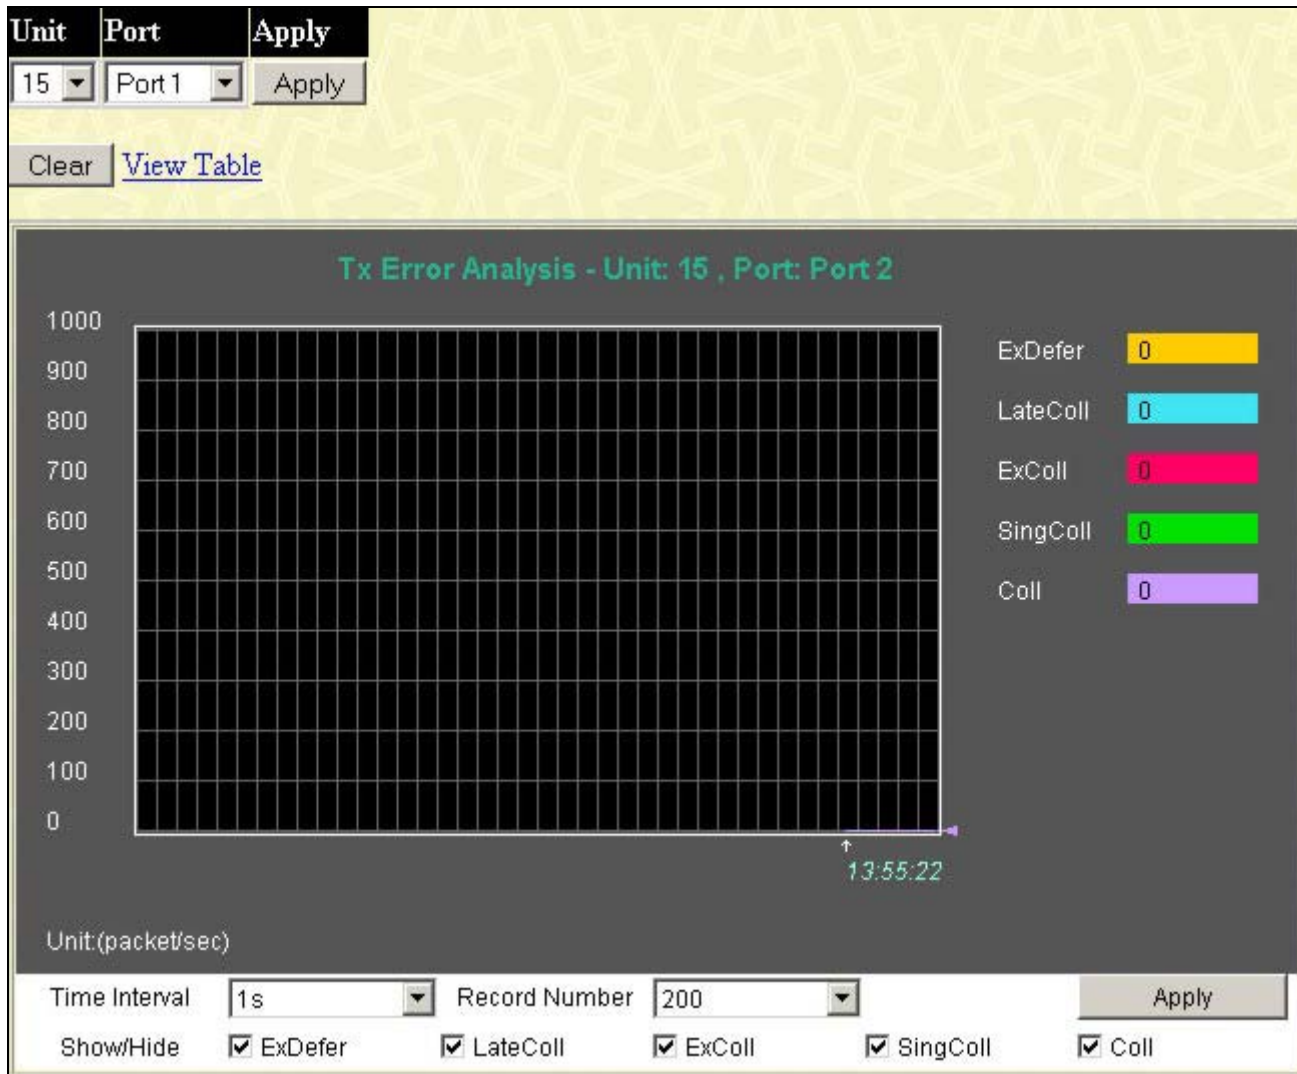 Unit Port Apply
15 Port 1 Apply
Clear View Table
Tx Error Analysis - Unit: 15 , Port: Port 2
1000
900
800
700
600
500
400
300
200
100
0
ExDefer 0
LateColl 0
ExColl 0
SingColl 0
Coll 0
13:55:22
Unit:(packet/sec)
Time Interval 1s Record Number 200 Apply
Show/Hide ExDefer LateColl ExColl SingColl Coll